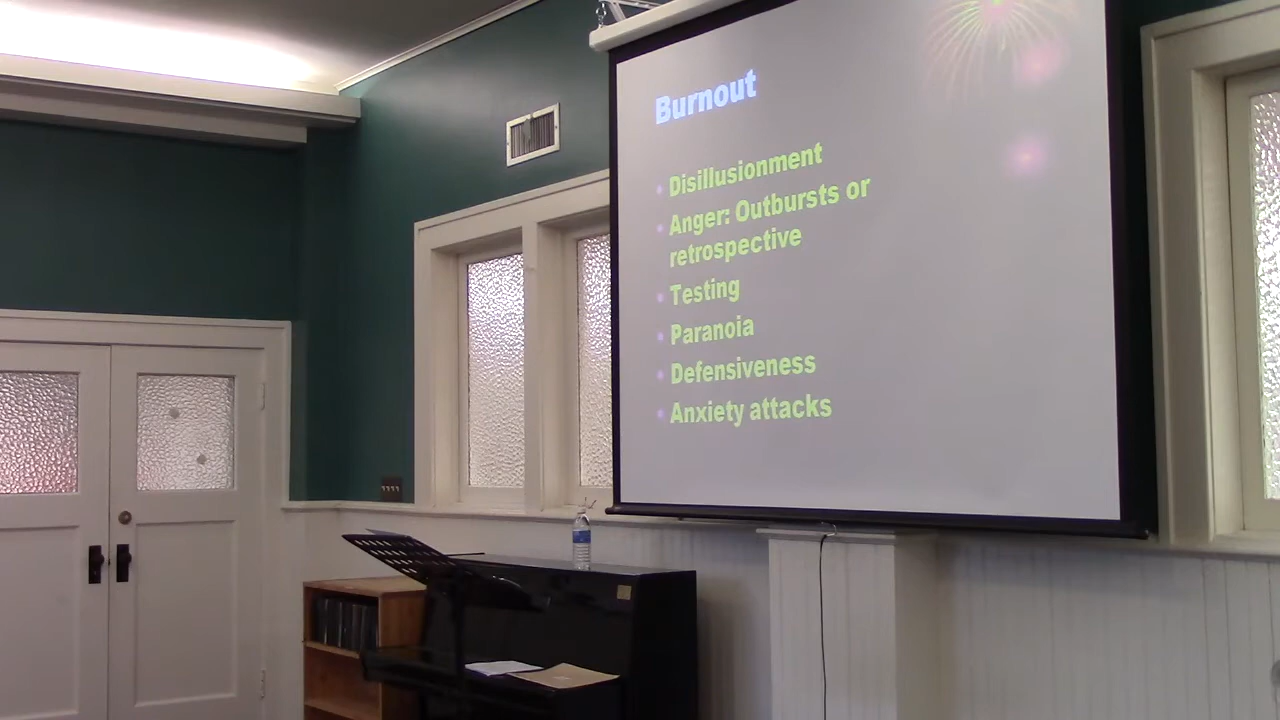 Burnout
• Disillusionment
• Anger: Outbursts or
retrospective
• Testing
• Paranoia
• Defensiveness
• Anxiety attacks